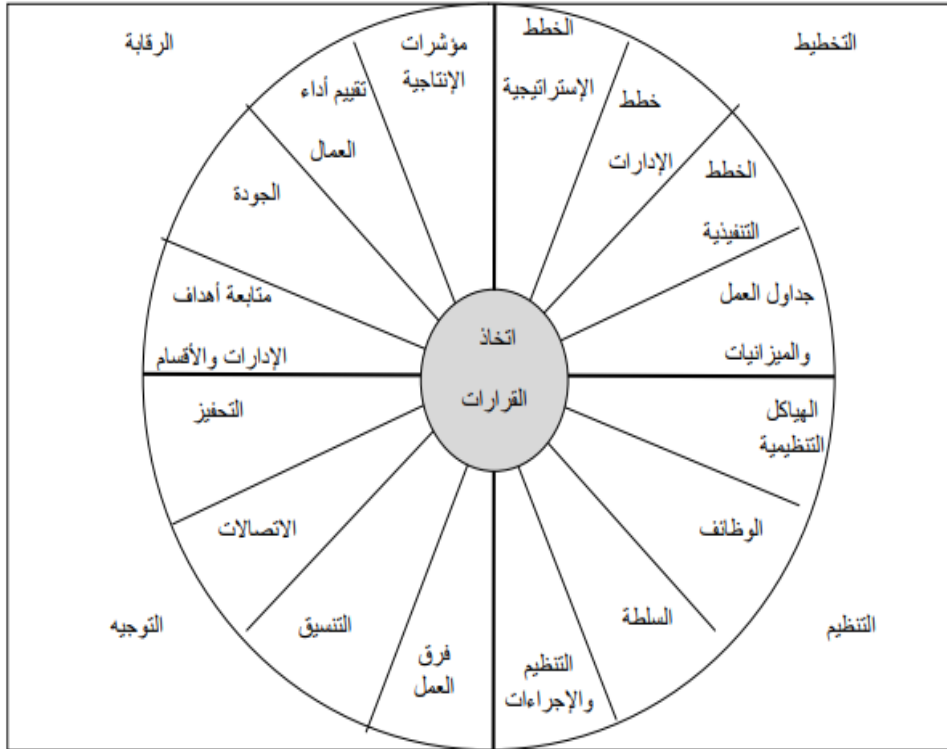 الرقابة
التخطيط
الخطط
الإستراتيجية
خطط
الإدارات
الخطط
التنفيذية
جداول العمل
والميزانيات
الهياكل
التنظيمية
الوظائف
السلطة
التنظيم
والإجراءات
التنظيم
فرق
العمل
التنسيق
الاتصالات
التحفيز
التوجيه
متابعة أهداف
الإدارات والأقسام
الجودة
تقييم أداء
العمال
مؤشرات
الإنتاجية
اتخاذ
القرارات